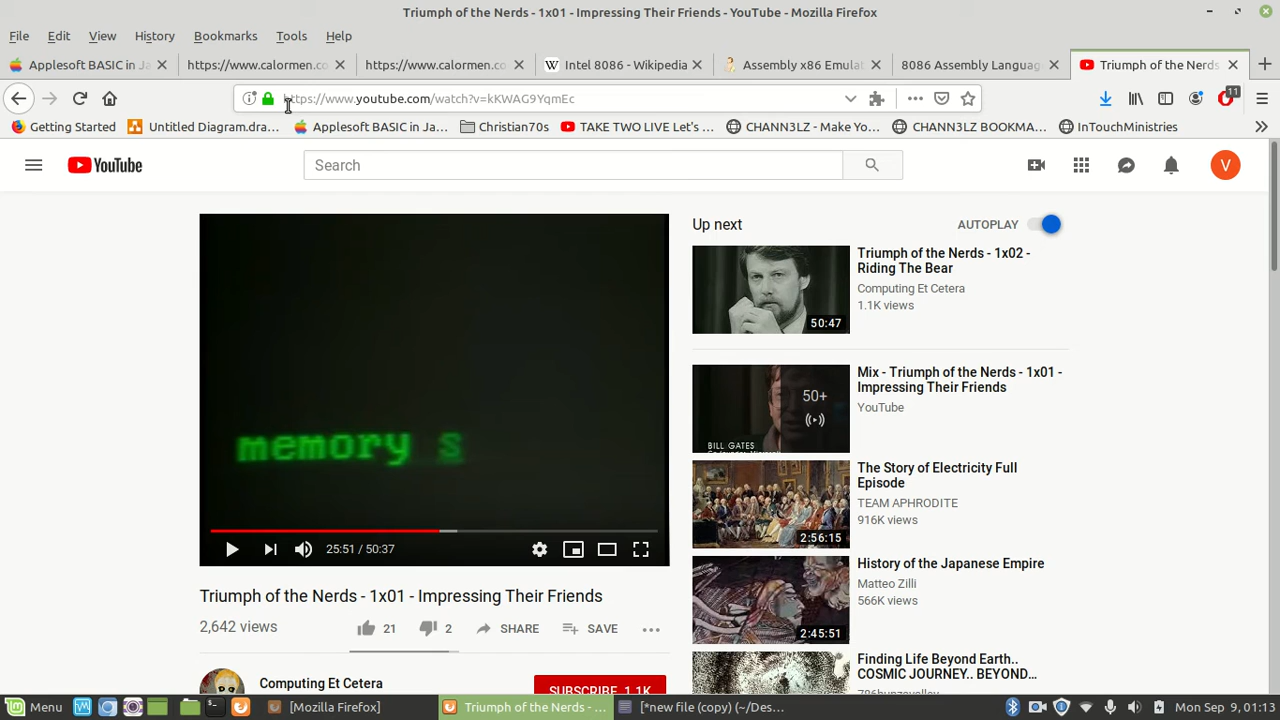 Triumph of the Nerds - 1x01 - Impressing Their Friends - YouTube - Mozilla Firefox
File Edit View History Bookmarks Tools Help
Applesoft BASIC in Ja
https://www.calormen.co
https://www.calormen.co
W Intel 8086 - Wikipedia
Assembly x86 Emulat
8086 Assembly Languag
Triumph of the Nerds
https://www.youtube.com/watch?v=kKWAG9YqmEc
11
Getting Started
Untitled Diagram.dra...
Applesoft BASIC in Ja...
Christian70s
TAKE TWO LIVE Let's ...
CHANN3LZ - Make Yo...
CHANN3LZ BOOKMA...
InTouchMinistries
YouTube
Search
V
memory s
25:51 / 50:37
Triumph of the Nerds - 1x01 - Impressing Their Friends
2,642 views
21
2
SHARE
SAVE
Computing Et Cetera
SUBSCRIBE 1.1K
Up next
AUTOPLAY
50:47
Triumph of the Nerds - 1x02 -
Riding The Bear
Computing Et Cetera
1.1K views
50+
BILL GATES
Mix - Triumph of the Nerds - 1x01 -
Impressing Their Friends
YouTube
2:56:15
The Story of Electricity Full
Episode
TEAM APHRODITE
916K views
2:45:51
History of the Japanese Empire
Matteo Zilli
566K views
Finding Life Beyond Earth..
COSMIC JOURNEY.. BEYOND...
Menu
[Mozilla Firefox]
Triumph of the Nerds - ...
[*new file (copy) (~/Des...
Mon Sep 9, 01:13